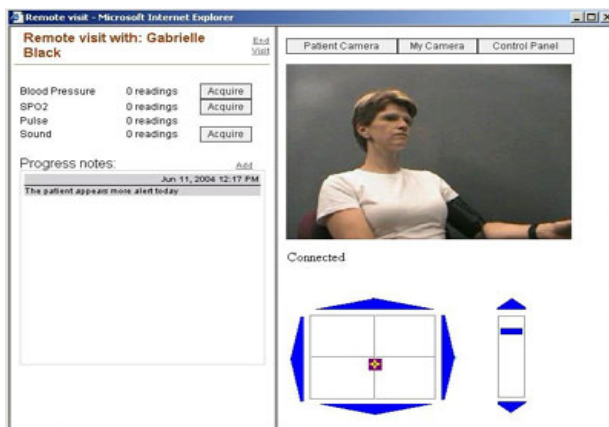 Remote visit - Microsoft Internet Explorer
Remote visit with: Gabrielle
Black
End
Visit
Blood Pressure 0 readings Acquire
SPO2 0 readings Acquire
Pulse 0 readings
Sound 0 readings Acquire
Progress notes: Add
Jun 11, 2004 12:17 PM
The patient appears more alert today
Patient Camera My Camera Control Panel
Connected